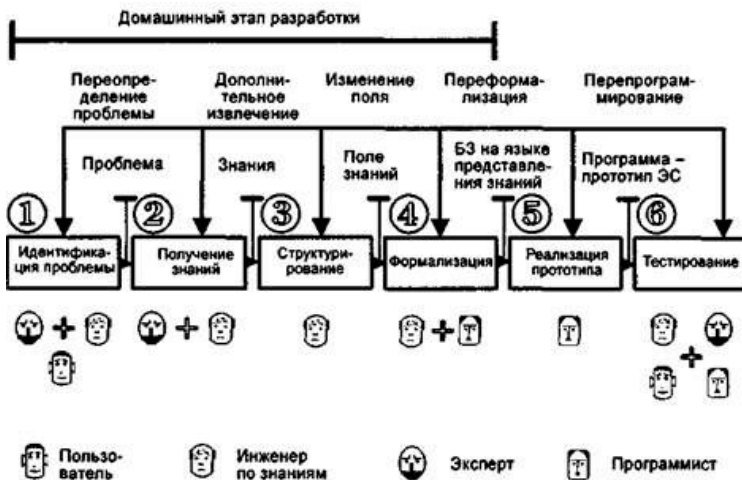 Домашинный этап разработки
Переопре-
деление
проблемы
Дополни-
тельное
извлечение
Изменение
поля
Переформа-
лизация
Перепрограм-
мирование
Проблема
Знания
Поле
знаний
БЗ на языке
представле-
ния знаний
Программа –
прототип ЭС
1
2
3
4
5
6
Идентифика-
ция проблемы
Получение
знаний
Структури-
рование
Формализация
Реализация
прототипа
Тестирование
Пользо-
ватель
Инженер
по знаниям
Эксперт
Программист